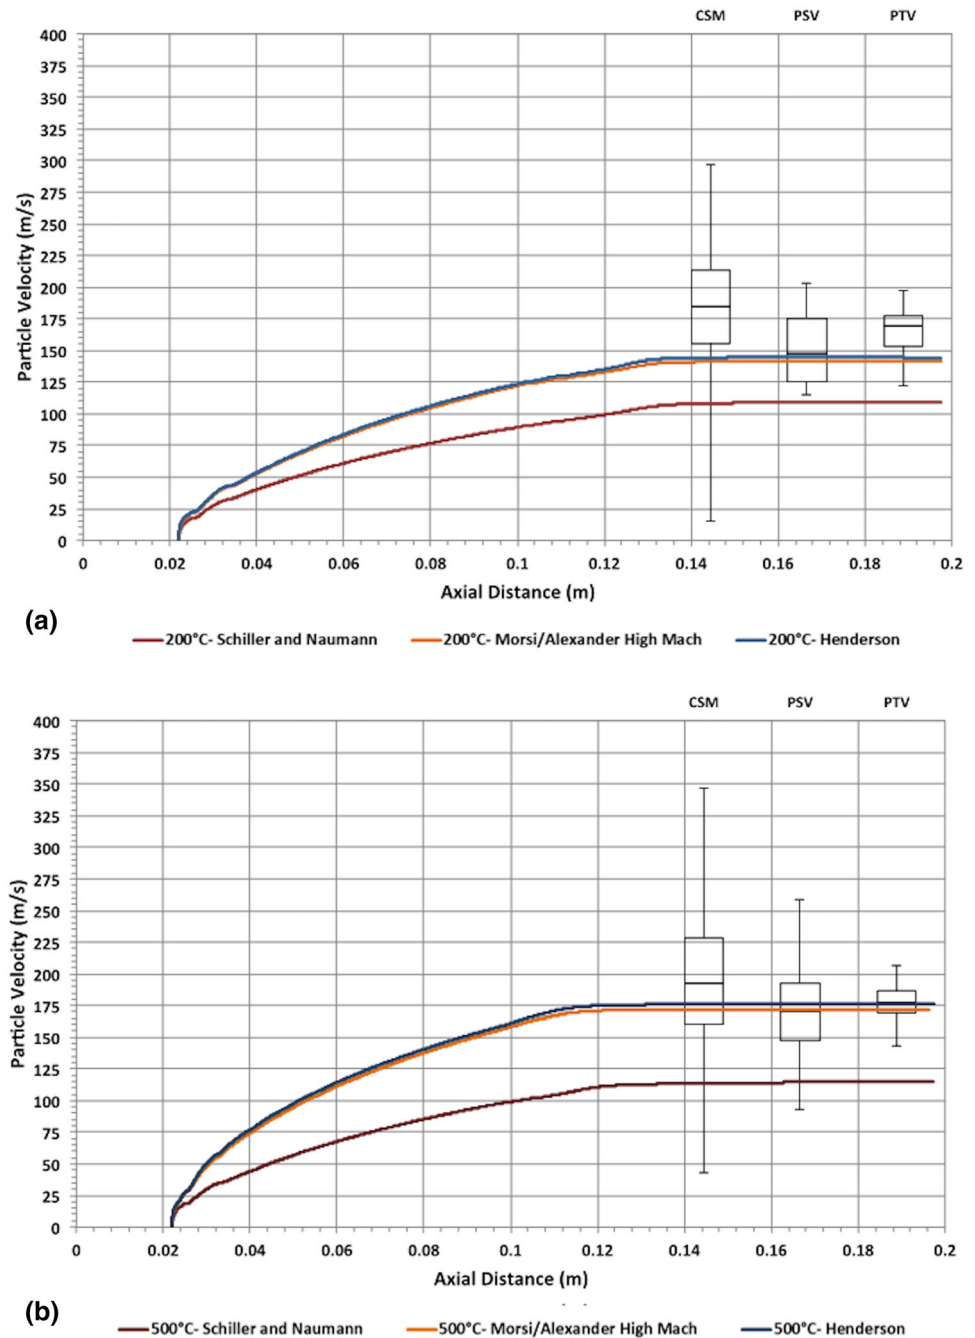 CSM PSV PTV
400
375
350
325
300
275
250
225
200
175
150
125
100
75
50
25
0
Particle Velocity (m/s)
0 0.02 0.04 0.06 0.08 0.1 0.12 0.14 0.16 0.18 0.2
Axial Distance (m)
(a)
200°C- Schiller and Naumann 200°C- Morsi/Alexander High Mach 200°C- Henderson
CSM PSV PTV
400
375
350
325
300
275
250
225
200
175
150
125
100
75
50
25
0
Particle Velocity (m/s)
0 0.02 0.04 0.06 0.08 0.1 0.12 0.14 0.16 0.18 0.2
Axial Distance (m)
(b)
500°C- Schiller and Naumann 500°C- Morsi/Alexander High Mach 500°C- Henderson